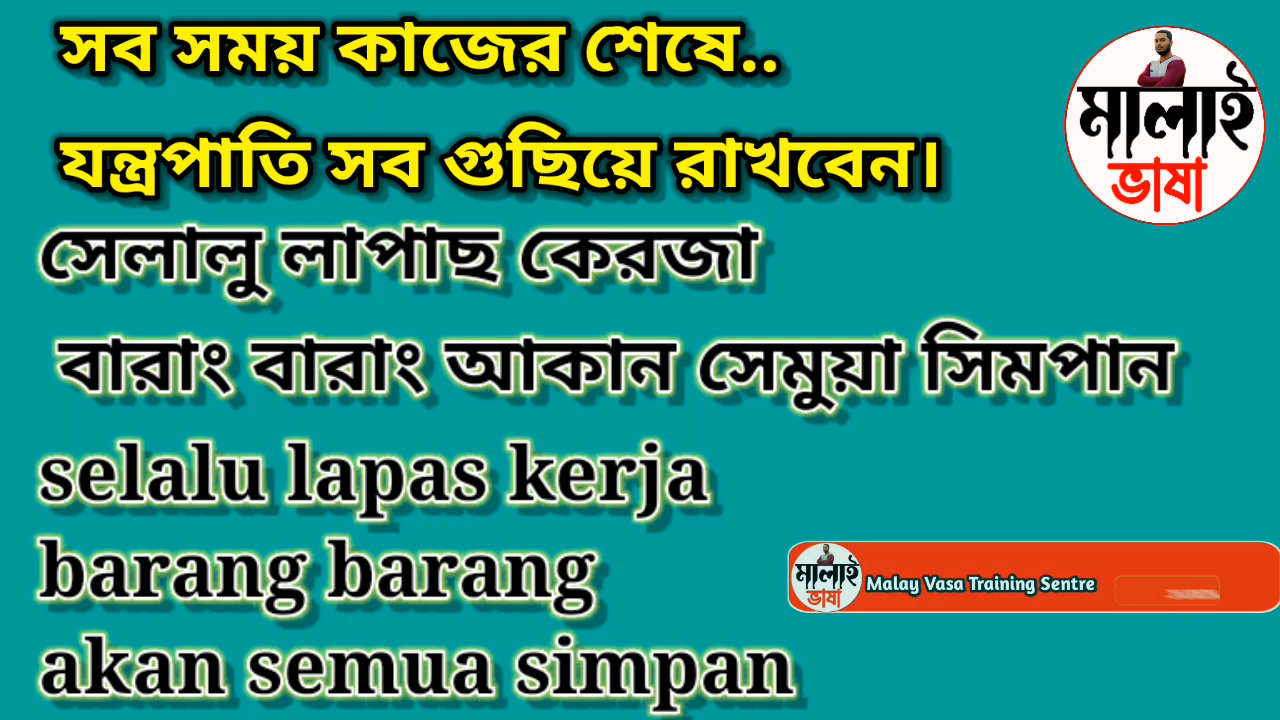 সব সময় কাজের শেষে..
যন্ত্রপাতি সব গুছিয়ে রাখবেন।
মালাই
ভাষা
সেলালু লাপাছ কেরজা
বারাং বারাং আকান সেমুয়া সিমপান
selalu lapas kerja
barang barang
akan semua simpan
মালাই
ভাষা
Malay Vasa Training Sentre